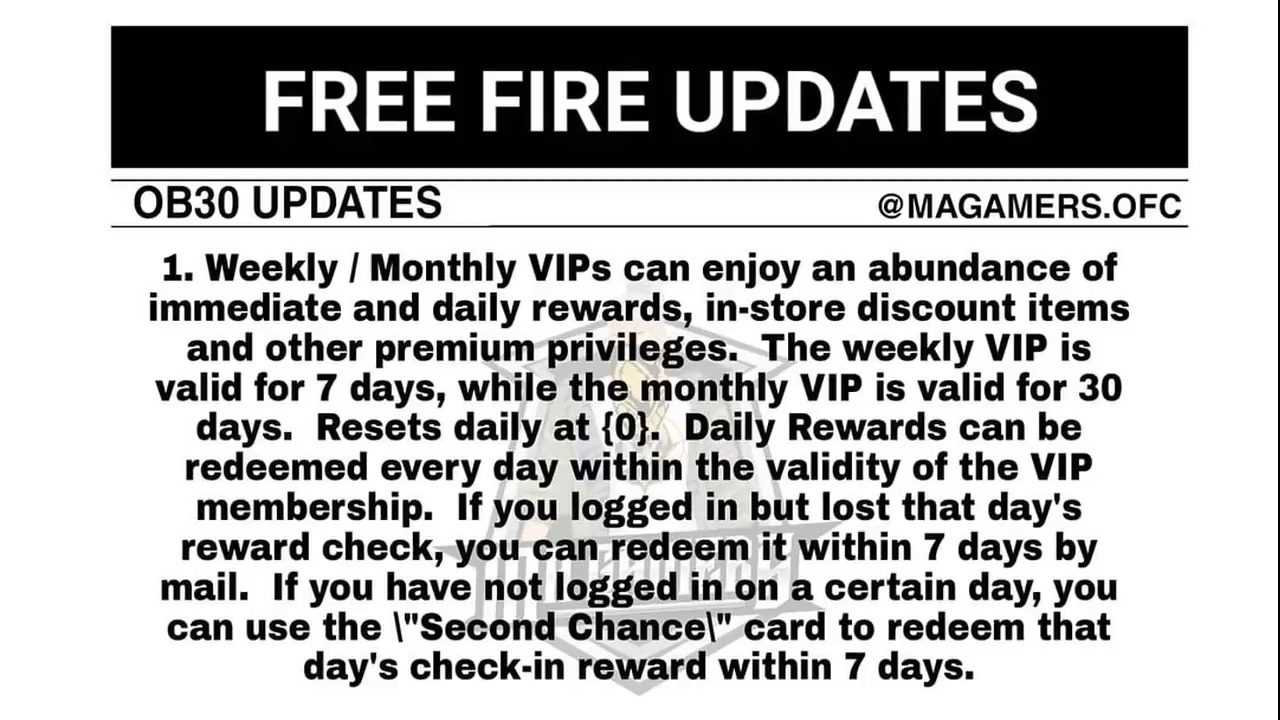 FREE FIRE UPDATES
OB30 UPDATES
@MAGAMERS.OFC
1. Weekly / Monthly VIPs can enjoy an abundance of
immediate and daily rewards, in-store discount items
and other premium privileges.  The weekly VIP is
valid for 7 days, while the monthly VIP is valid for 30
days.  Resets daily at {0}.  Daily Rewards can be
redeemed every day within the validity of the VIP
membership.  If you logged in but lost that day's
reward check, you can redeem it within 7 days by
mail.  If you have not logged in on a certain day, you
can use the \"Second Chance\" card to redeem that
day's check-in reward within 7 days.